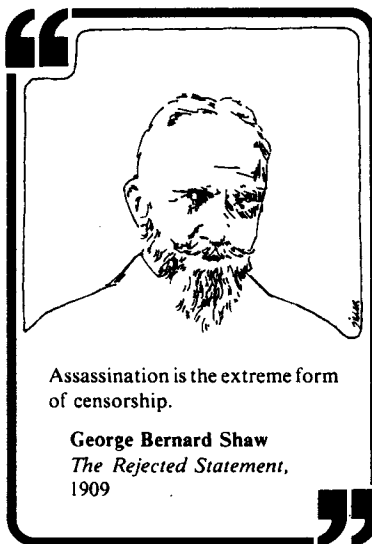 Assassination is the extreme form
of censorship.
George Bernard Shaw
The Rejected Statement,
1909